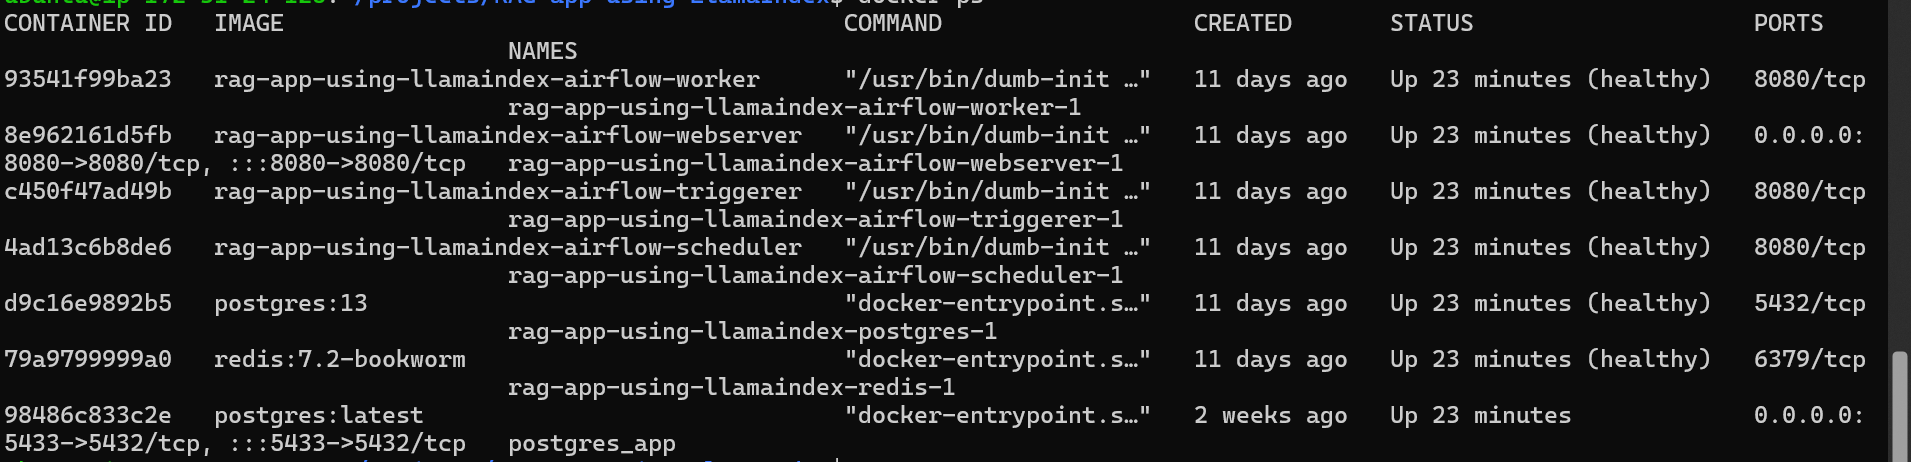 CONTAINER ID   IMAGE                                        COMMAND                  CREATED       STATUS                    PORTS
NAMES
93541f99ba23   rag-app-using-llamaindex-airflow-worker      "/usr/bin/dumb-init …"   11 days ago   Up 23 minutes (healthy)   8080/tcp
rag-app-using-llamaindex-airflow-worker-1
8e962161d5fb   rag-app-using-llamaindex-airflow-webserver   "/usr/bin/dumb-init …"   11 days ago   Up 23 minutes (healthy)   0.0.0.0:
8080->8080/tcp, :::8080->8080/tcp   rag-app-using-llamaindex-airflow-webserver-1
c450f47ad49b   rag-app-using-llamaindex-airflow-triggerer   "/usr/bin/dumb-init …"   11 days ago   Up 23 minutes (healthy)   8080/tcp
rag-app-using-llamaindex-airflow-triggerer-1
4ad13c6b8de6   rag-app-using-llamaindex-airflow-scheduler   "/usr/bin/dumb-init …"   11 days ago   Up 23 minutes (healthy)   8080/tcp
rag-app-using-llamaindex-airflow-scheduler-1
d9c16e9892b5   postgres:13                                  "docker-entrypoint.s…"   11 days ago   Up 23 minutes (healthy)   5432/tcp
rag-app-using-llamaindex-postgres-1
79a9799999a0   redis:7.2-bookworm                           "docker-entrypoint.s…"   11 days ago   Up 23 minutes (healthy)   6379/tcp
rag-app-using-llamaindex-redis-1
98486c833c2e   postgres:latest                              "docker-entrypoint.s…"   2 weeks ago   Up 23 minutes             0.0.0.0:
5433->5432/tcp, :::5433->5432/tcp   postgres_app